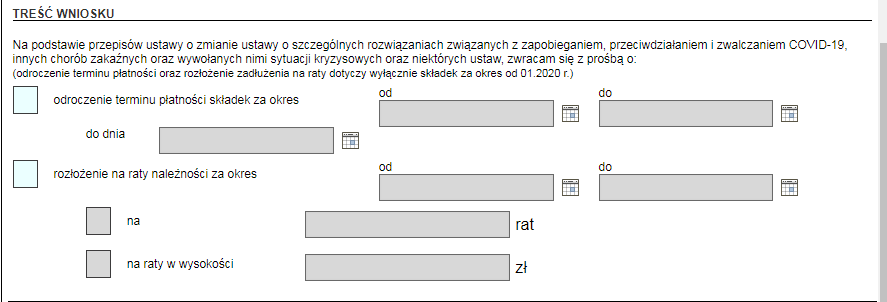 TREŚĆ WNIOSKU
Na podstawie przepisów ustawy o zmianie ustawy o szczególnych rozwiązaniach związanych z zapobieganiem, przeciwdziałaniem i zwalczaniem COVID-19,
innych chorób zakaźnych oraz wywołanych nimi sytuacji kryzysowych oraz niektórych ustaw, zwracam się z prośbą o:
(odroczenie terminu płatności oraz rozłożenie zadłużenia na raty dotyczy wyłącznie składek za okres od 01.2020 r.)
odroczenie terminu płatności składek za okres od do
do dnia
rozłożenie na raty należności za okres od do
na rat
na raty w wysokości zł